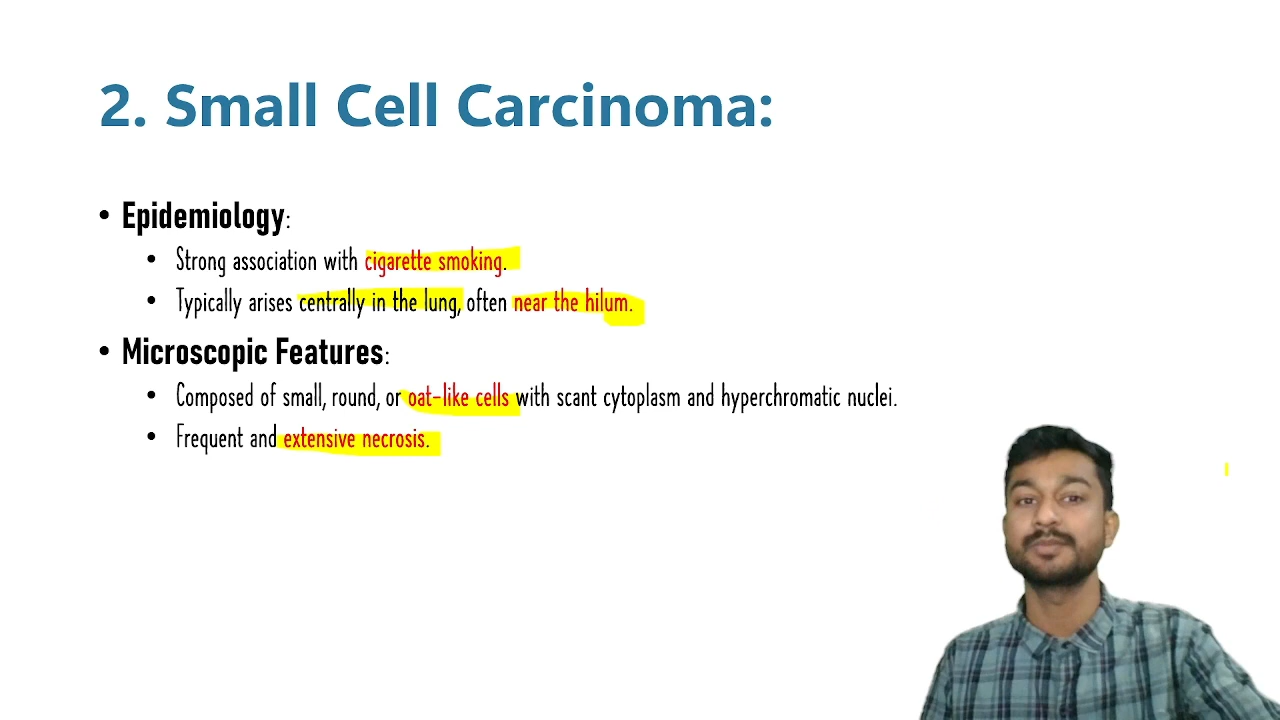 2. Small Cell Carcinoma:
• Epidemiology:
• Strong association with cigarette smoking.
• Typically arises centrally in the lung, often near the hilum.
• Microscopic Features:
• Composed of small, round, or oat-like cells with scant cytoplasm and hyperchromatic nuclei.
• Frequent and extensive necrosis.